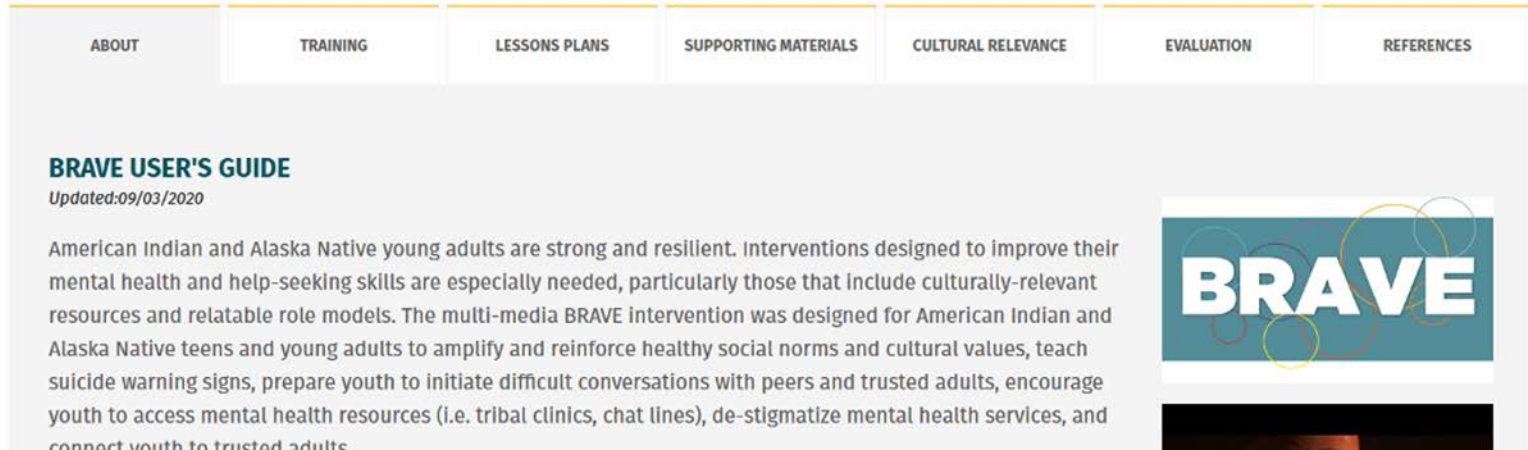 ABOUT
TRAINING
LESSONS PLANS
SUPPORTING MATERIALS
CULTURAL RELEVANCE
EVALUATION
REFERENCES
BRAVE USER'S GUIDE
Updated:09/03/2020
American Indian and Alaska Native young adults are strong and resilient. Interventions designed to improve their
mental health and help-seeking skills are especially needed, particularly those that include culturally-relevant
resources and relatable role models. The multi-media BRAVE intervention was designed for American Indian and
Alaska Native teens and young adults to amplify and reinforce healthy social norms and cultural values, teach
suicide warning signs, prepare youth to initiate difficult conversations with peers and trusted adults, encourage
youth to access mental health resources (i.e. tribal clinics, chat lines), de-stigmatize mental health services, and
connect youth to trusted adults.
BRAVE